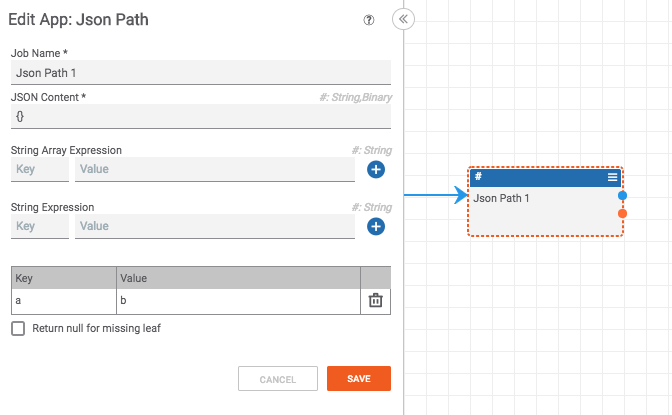 Edit App: Json Path
?
Job Name *
Json Path 1
JSON Content * #: String,Binary
{}
String Array Expression #: String
Key Value
String Expression #: String
Key Value
Key Value
a b
Return null for missing leaf
CANCEL SAVE
#
Json Path 1